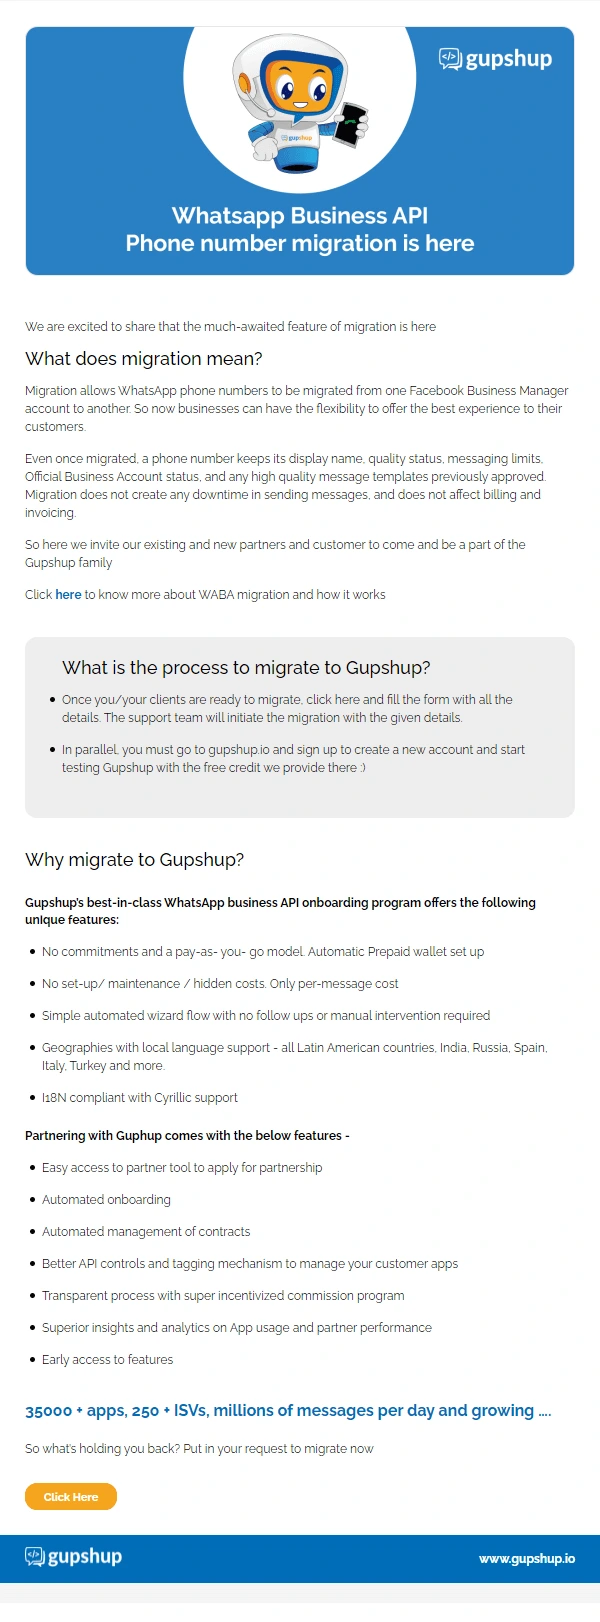 gupshup
gupshup
Whatsapp Business API
Phone number migration is here
We are excited to share that the much-awaited feature of migration is here
What does migration mean?
Migration allows WhatsApp phone numbers to be migrated from one Facebook Business Manager
account to another. So now businesses can have the flexibility to offer the best experience to their
customers.
Even once migrated, a phone number keeps its display name, quality status, messaging limits,
Official Business Account status, and any high quality message templates previously approved.
Migration does not create any downtime in sending messages, and does not affect billing and
invoicing.
So here we invite our existing and new partners and customer to come and be a part of the
Gupshup family
Click here to know more about WABA migration and how it works
What is the process to migrate to Gupshup?
• Once you/your clients are ready to migrate, click here and fill the form with all the
details. The support team will initiate the migration with the given details.
• In parallel, you must go to gupshup.io and sign up to create a new account and start
testing Gupshup with the free credit we provide there :)
Why migrate to Gupshup?
Gupshup's best-in-class WhatsApp business API onboarding program offers the following
unique features:
• No commitments and a pay-as- you- go model. Automatic Prepaid wallet set up
• No set-up/ maintenance / hidden costs. Only per-message cost
• Simple automated wizard flow with no follow ups or manual intervention required
• Geographies with local language support - all Latin American countries, India, Russia, Spain,
Italy, Turkey and more.
• I18N compliant with Cyrillic support
Partnering with Guphup comes with the below features -
• Easy access to partner tool to apply for partnership
• Automated onboarding
• Automated management of contracts
• Better API controls and tagging mechanism to manage your customer apps
• Transparent process with super incentivized commission program
• Superior insights and analytics on App usage and partner performance
• Early access to features
35000 + apps, 250 + ISVs, millions of messages per day and growing ....
So what's holding you back? Put in your request to migrate now
Click Here
gupshup
www.gupshup.io